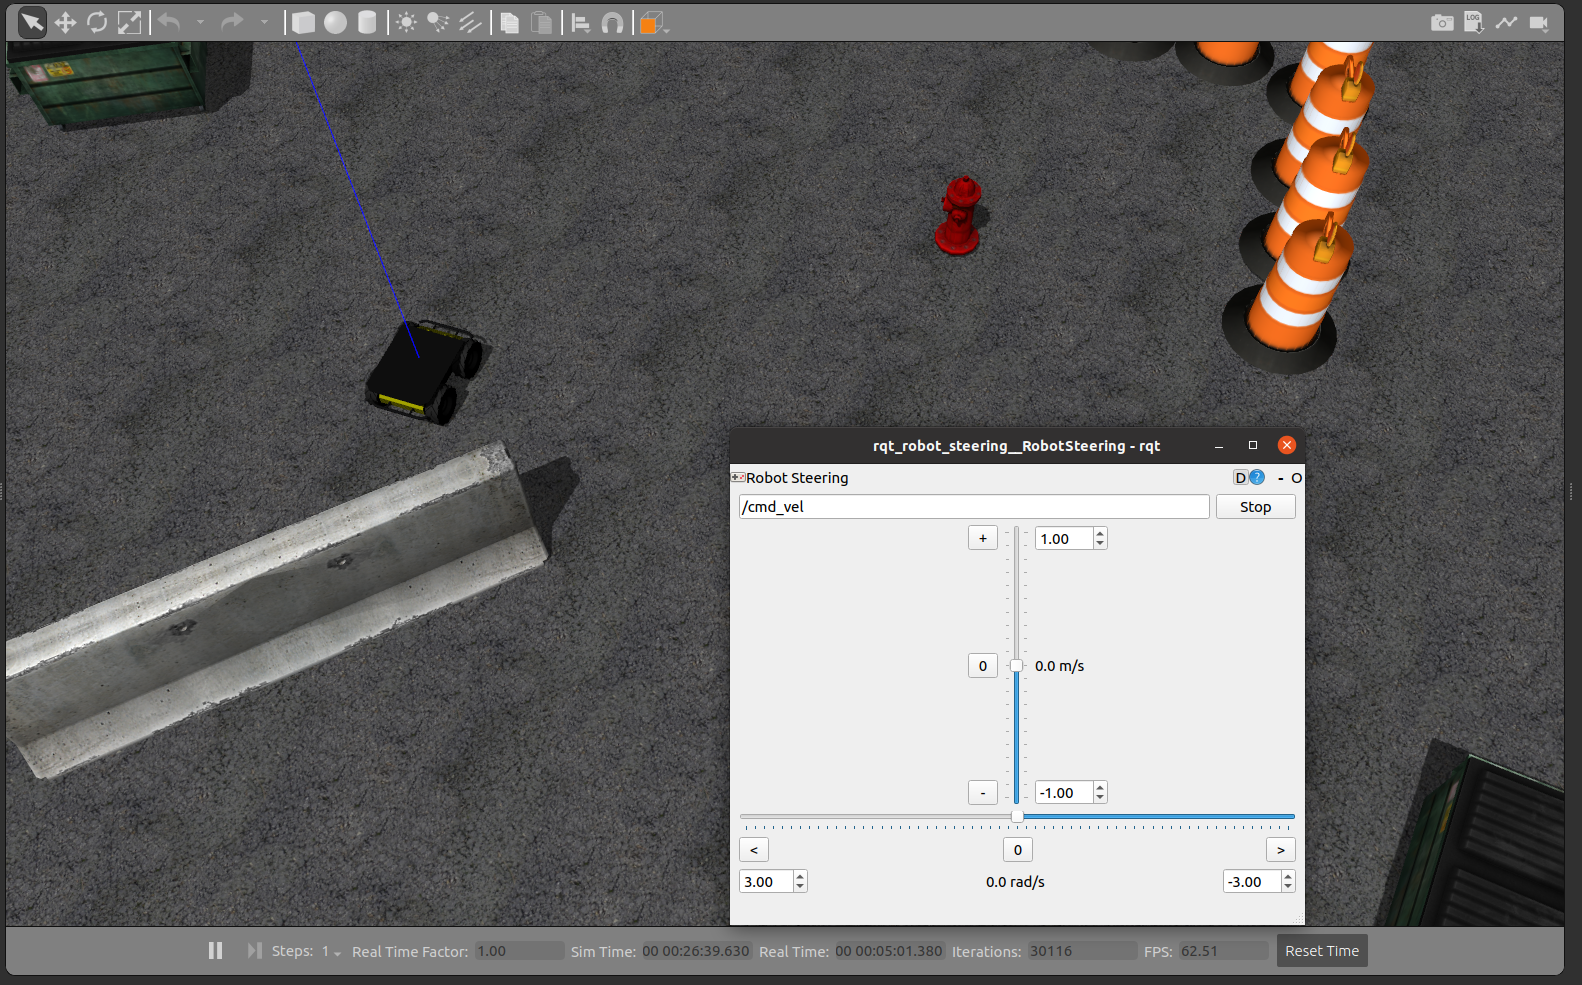 LOG
rqt_robot_steering__RobotSteering - rqt
Robot Steering
D ? - O
/cmd_vel
Stop
+
1.00
0
0.0 m/s
-
-1.00
< 0 >
3.00
0.0 rad/s
-3.00
Steps: 1 Real Time Factor: 1.00 Sim Time: 00 00:26:39.630 Real Time: 00 00:05:01.380 Iterations: 30116 FPS: 62.51 Reset Time